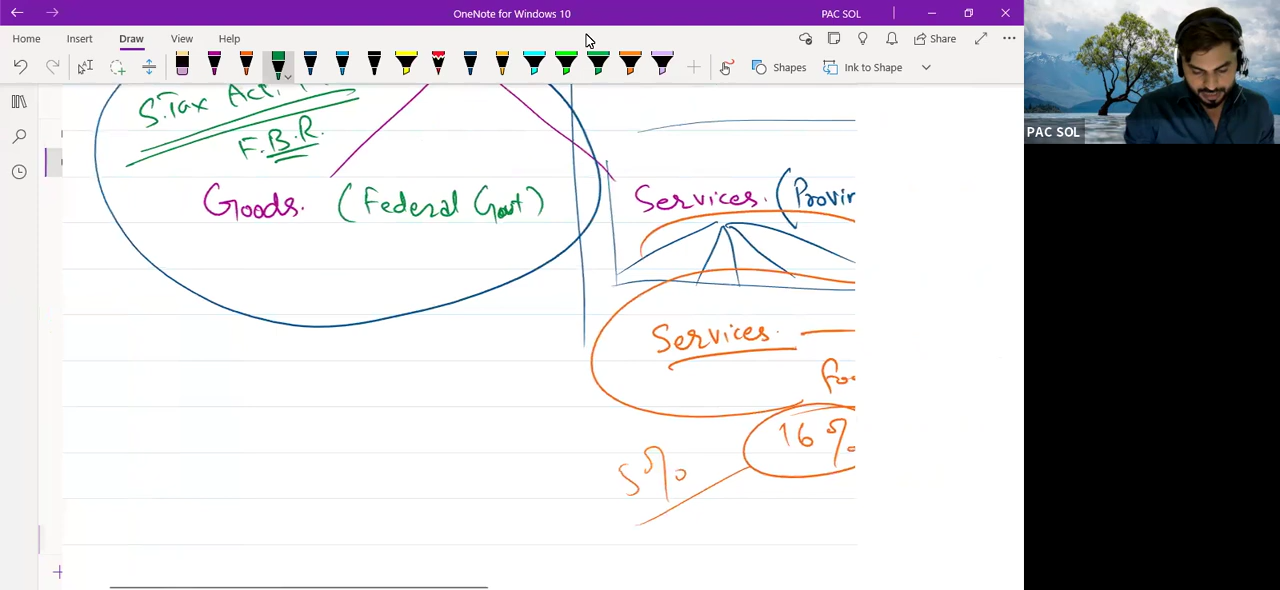 OneNote for Windows 10
PAC SOL
Home Insert Draw View Help
Share
Shapes
Ink to Shape
PAC SOL
S.Tax Act.
F.B.R.
Goods. (Federal Govt)
Services. (Provin
Services.
fo
16%
5%